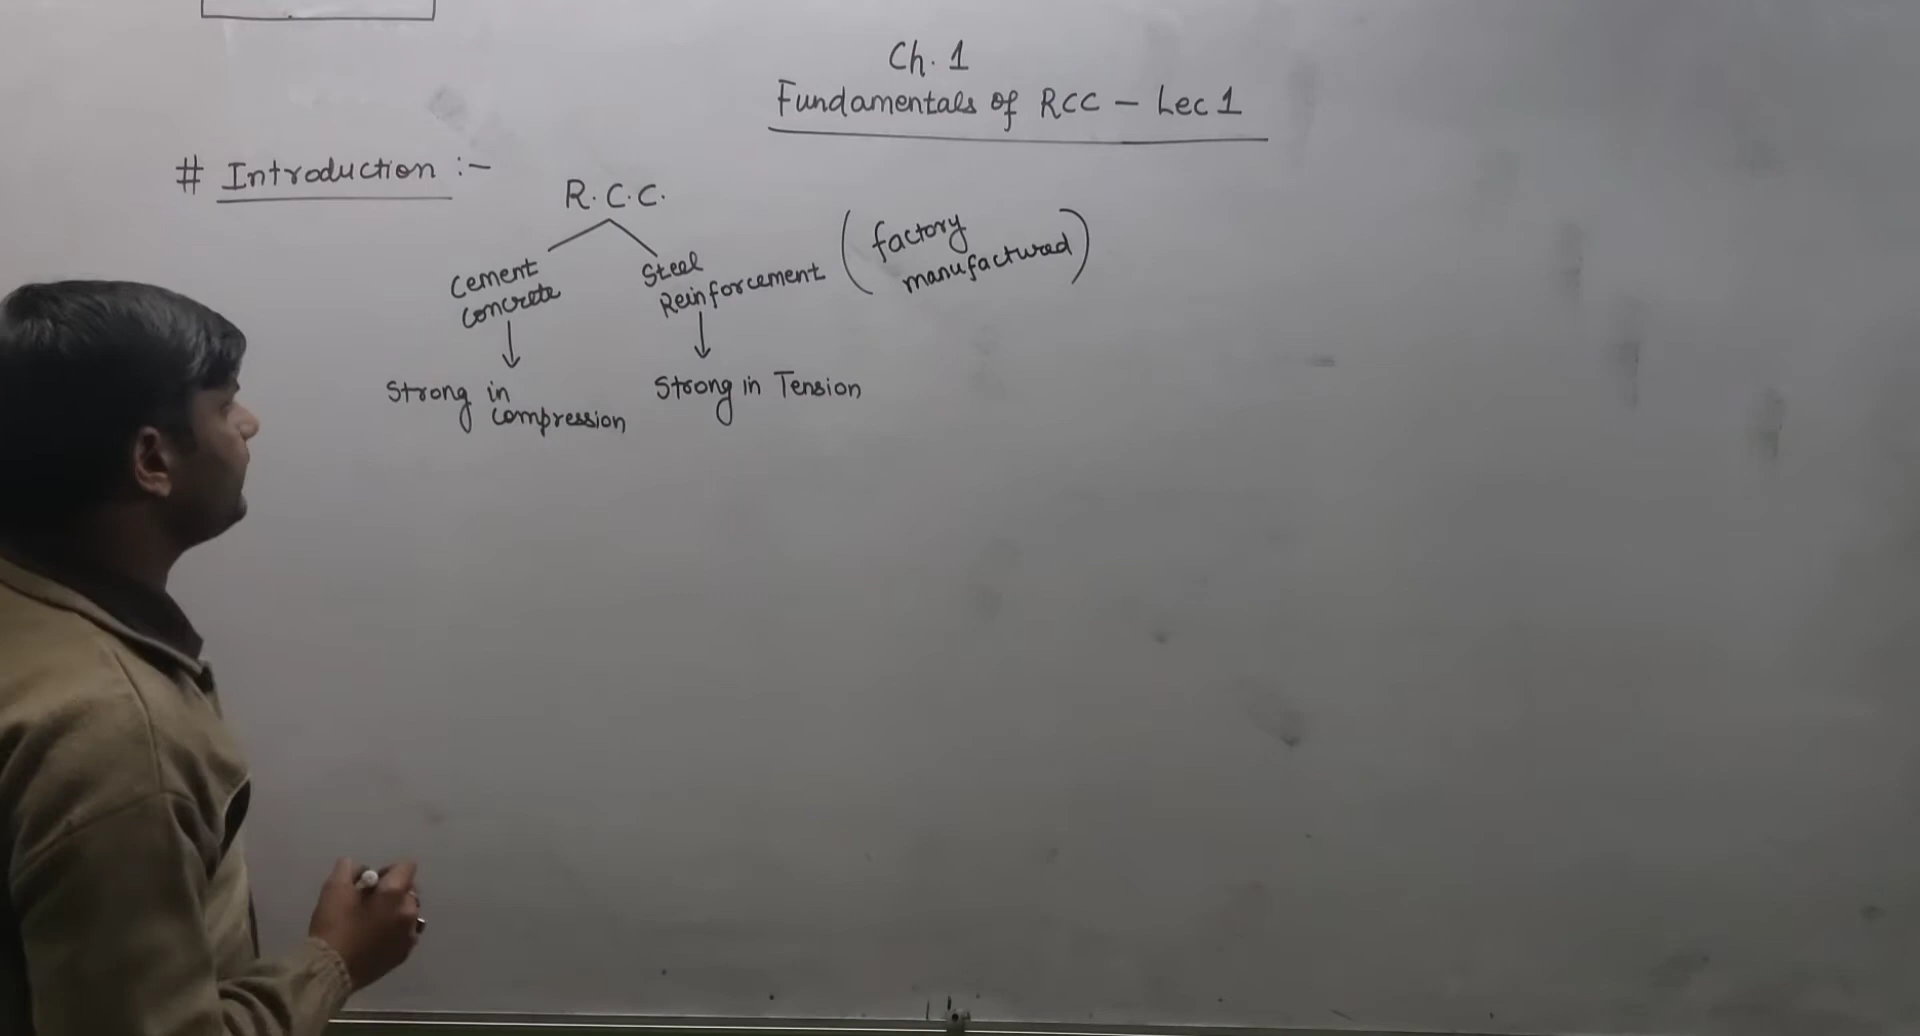 Ch. 1
Fundamentals of RCC - Lec 1
# Introduction :-
R.C.C.
Cement
Concrete
Steel
Reinforcement
(factory
manufactured)
Strong in
compression
Strong in Tension